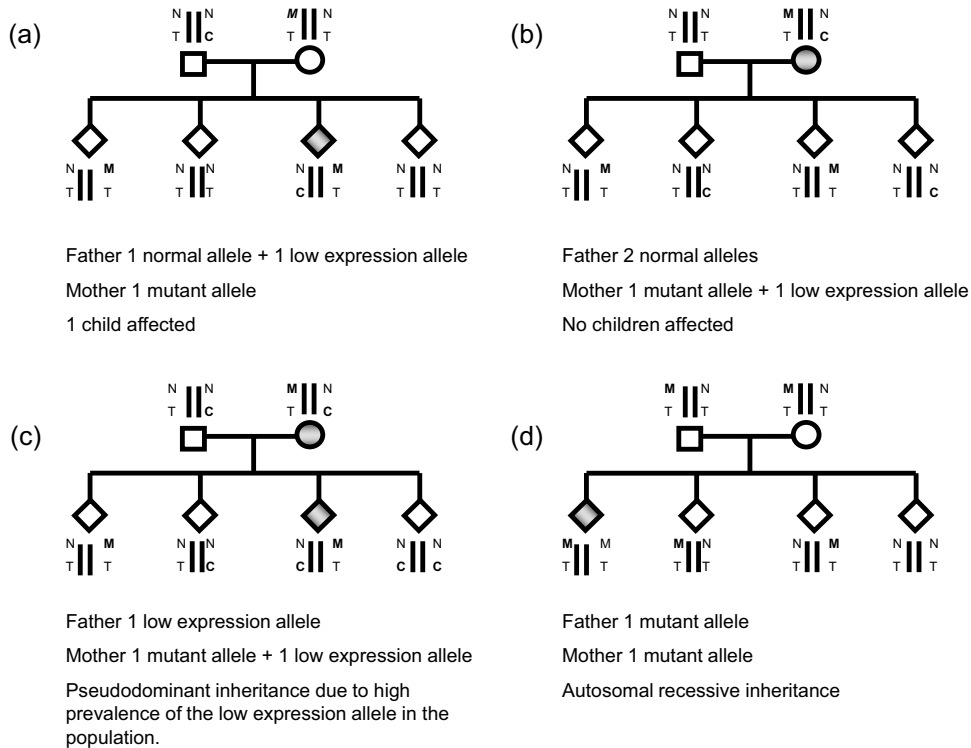 (a)
N N M N
T C T T
N M N N N M N N
T T T T C T T T
Father 1 normal allele + 1 low expression allele
Mother 1 mutant allele
1 child affected
(b)
N N M N
T T T C
N M N N N M N N
T T T C T T T C
Father 2 normal alleles
Mother 1 mutant allele + 1 low expression allele
No children affected
(c)
N N M N
T C T C
N M N N N M N N
T T T C C T C C
Father 1 low expression allele
Mother 1 mutant allele + 1 low expression allele
Pseudodominant inheritance due to high
prevalence of the low expression allele in the
population.
(d)
M N M N
T T T T
M M M N N M N N
T T T T T T T T
Father 1 mutant allele
Mother 1 mutant allele
Autosomal recessive inheritance